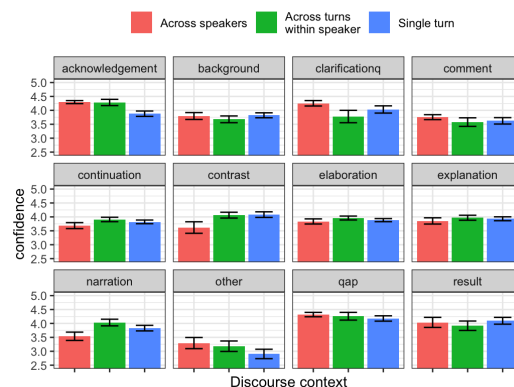 Across speakers
Across turns within speaker
Single turn
acknowledgement background clarificationq comment
5.0
4.5
4.0
3.5
3.0
2.5
continuation contrast elaboration explanation
5.0
4.5
4.0
3.5
3.0
2.5
narration other qap result
5.0
4.5
4.0
3.5
3.0
2.5
confidence
Discourse context